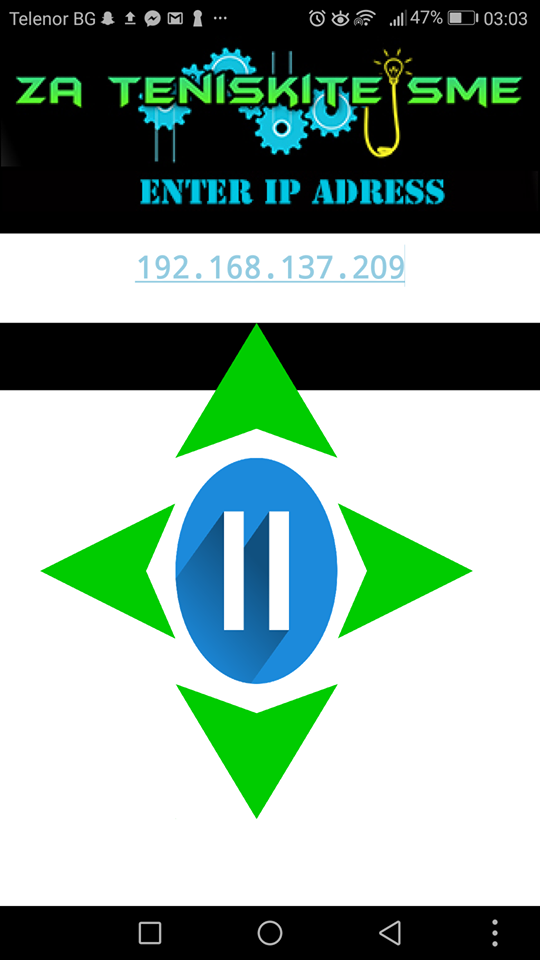 Telenor BG ... 47% 03:03
ZA TENISKITE SME
ENTER IP ADRESS
192.168.137.209